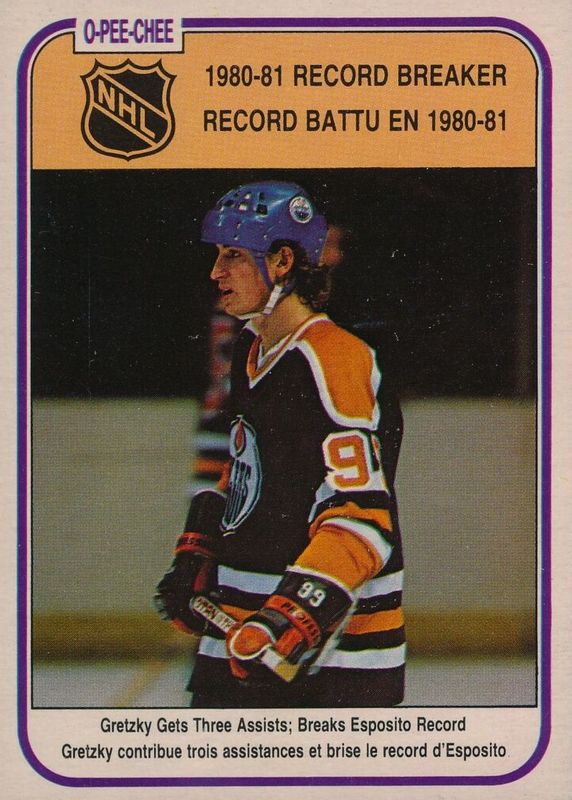 O-PEE-CHEE
NHL
1980-81 RECORD BREAKER
RECORD BATTU EN 1980-81
9
99
Gretzky Gets Three Assists; Breaks Esposito Record
Gretzky contribue trois assistances et brise le record d'Esposito